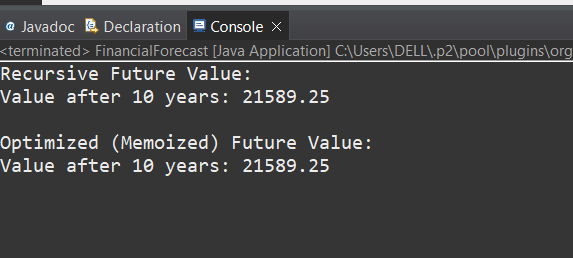 @ Javadoc Declaration Console ×
<terminated> FinancialForecast [Java Application] C:\Users\DELL\.p2\pool\plugins\org
Recursive Future Value:
Value after 10 years: 21589.25
Optimized (Memoized) Future Value:
Value after 10 years: 21589.25